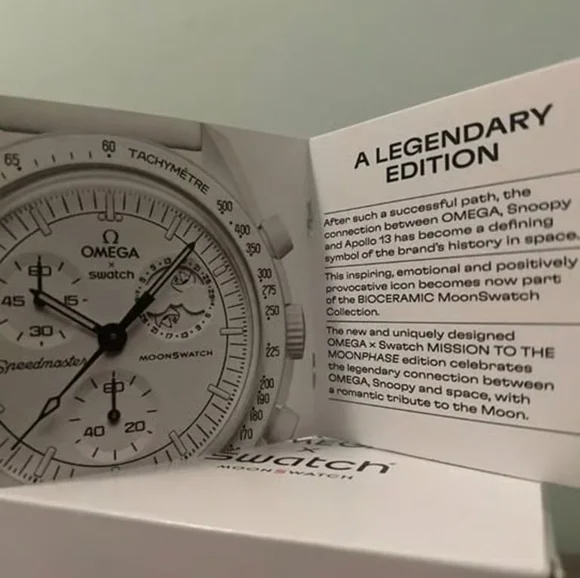 65
60
TACHYMÈTRE
500
400
350
300
275
250
225
200
190
180
170
Ω
OMEGA
×
swatch
60
45
15
30
Speedmaster
MOONSWATCH
60
40
20
A LEGENDARY
EDITION
After such a successful path, the
connection between OMEGA, Snoopy
and Apollo 13 has become a defining
symbol of the brand's history in space.
This inspiring, emotional and positively
provocative icon becomes now part
of the BIOCERAMIC MoonSwatch
Collection.
The new and uniquely designed
OMEGA x Swatch MISSION TO THE
MOONPHASE edition celebrates
the legendary connection between
OMEGA, Snoopy and space, with
a romantic tribute to the Moon.
×
swatch
MOONSWATCH